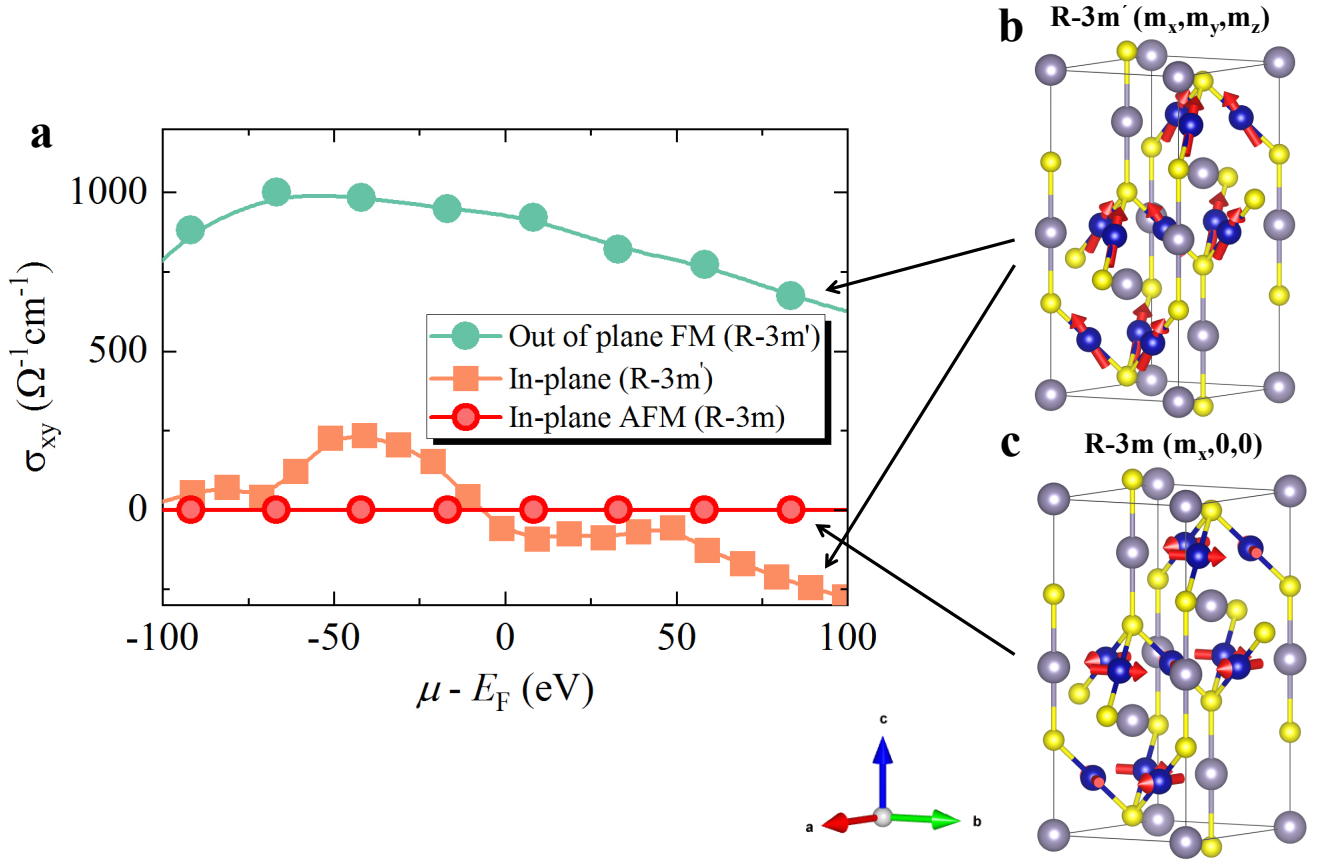 a
1000
500
0
σxy (Ω⁻¹cm⁻¹)
-100
-50
0
50
100
μ - EF (eV)
Out of plane FM (R-3m')
In-plane (R-3m')
In-plane AFM (R-3m)
b
R-3m′ (mx,my,mz)
c
R-3m (mx,0,0)
c
a
b